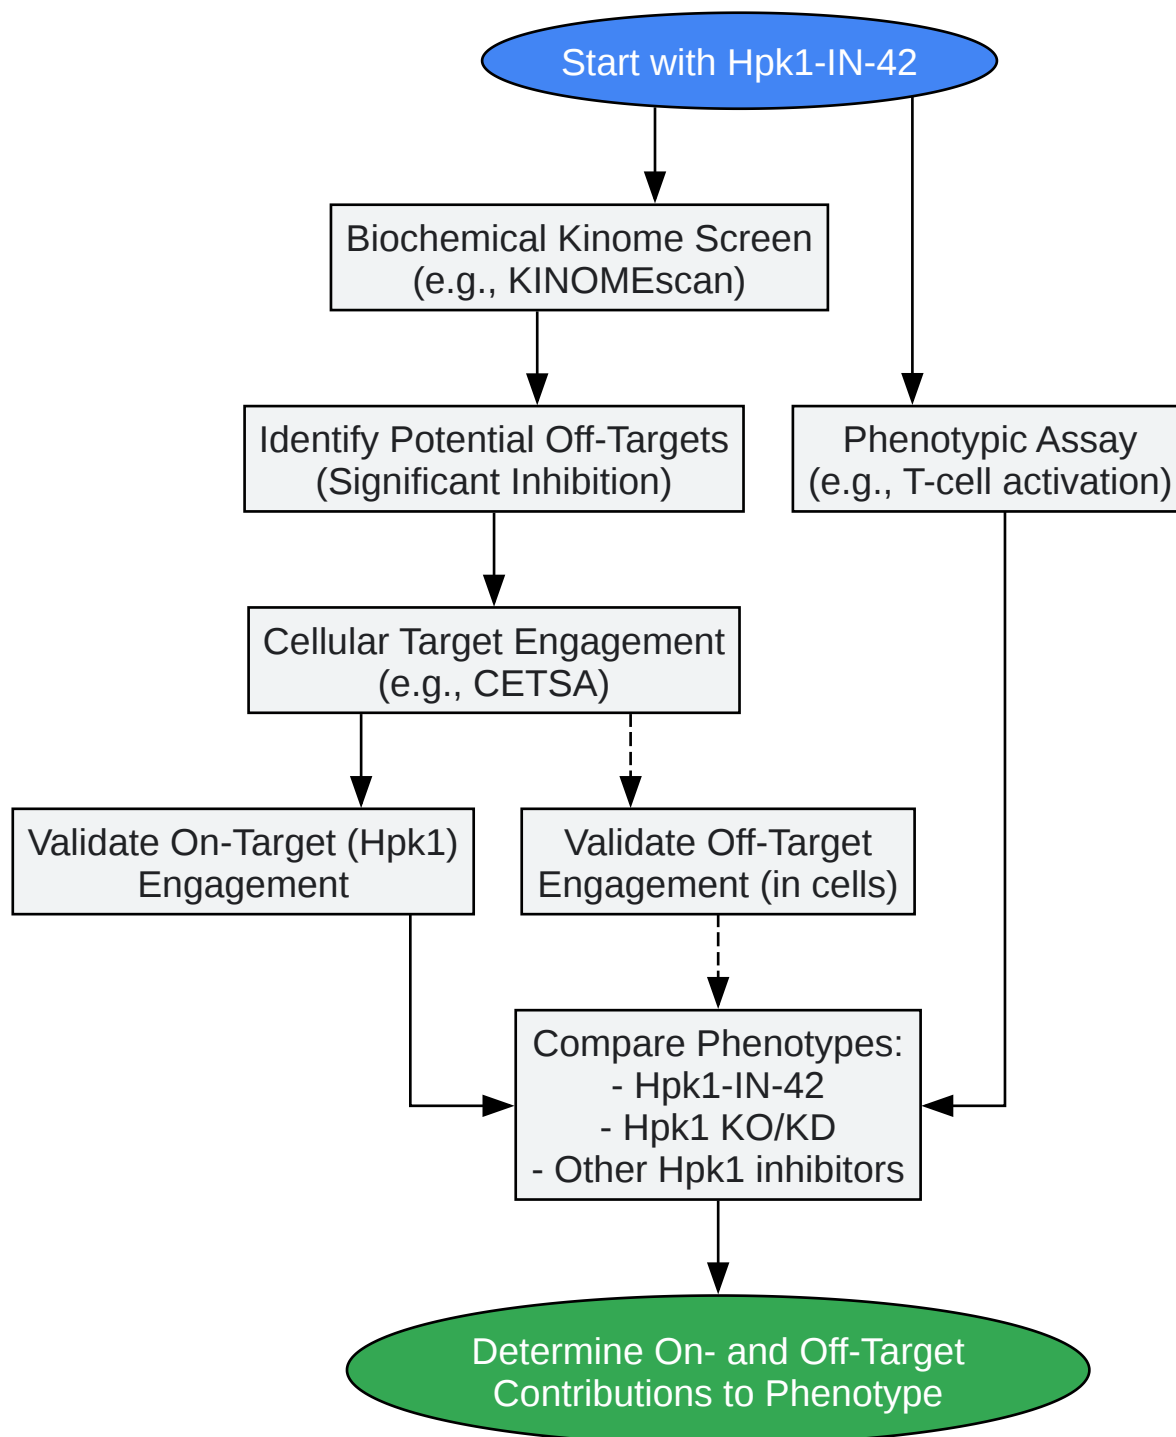 Start with Hpk1-IN-42
Biochemical Kinome Screen
(e.g., KINOMEscan)
Identify Potential Off-Targets
(Significant Inhibition)
Phenotypic Assay
(e.g., T-cell activation)
Cellular Target Engagement
(e.g., CETSA)
Validate On-Target (Hpk1)
Engagement
Validate Off-Target
Engagement (in cells)
Compare Phenotypes:
- Hpk1-IN-42
- Hpk1 KO/KD
- Other Hpk1 inhibitors
Determine On- and Off-Target
Contributions to Phenotype